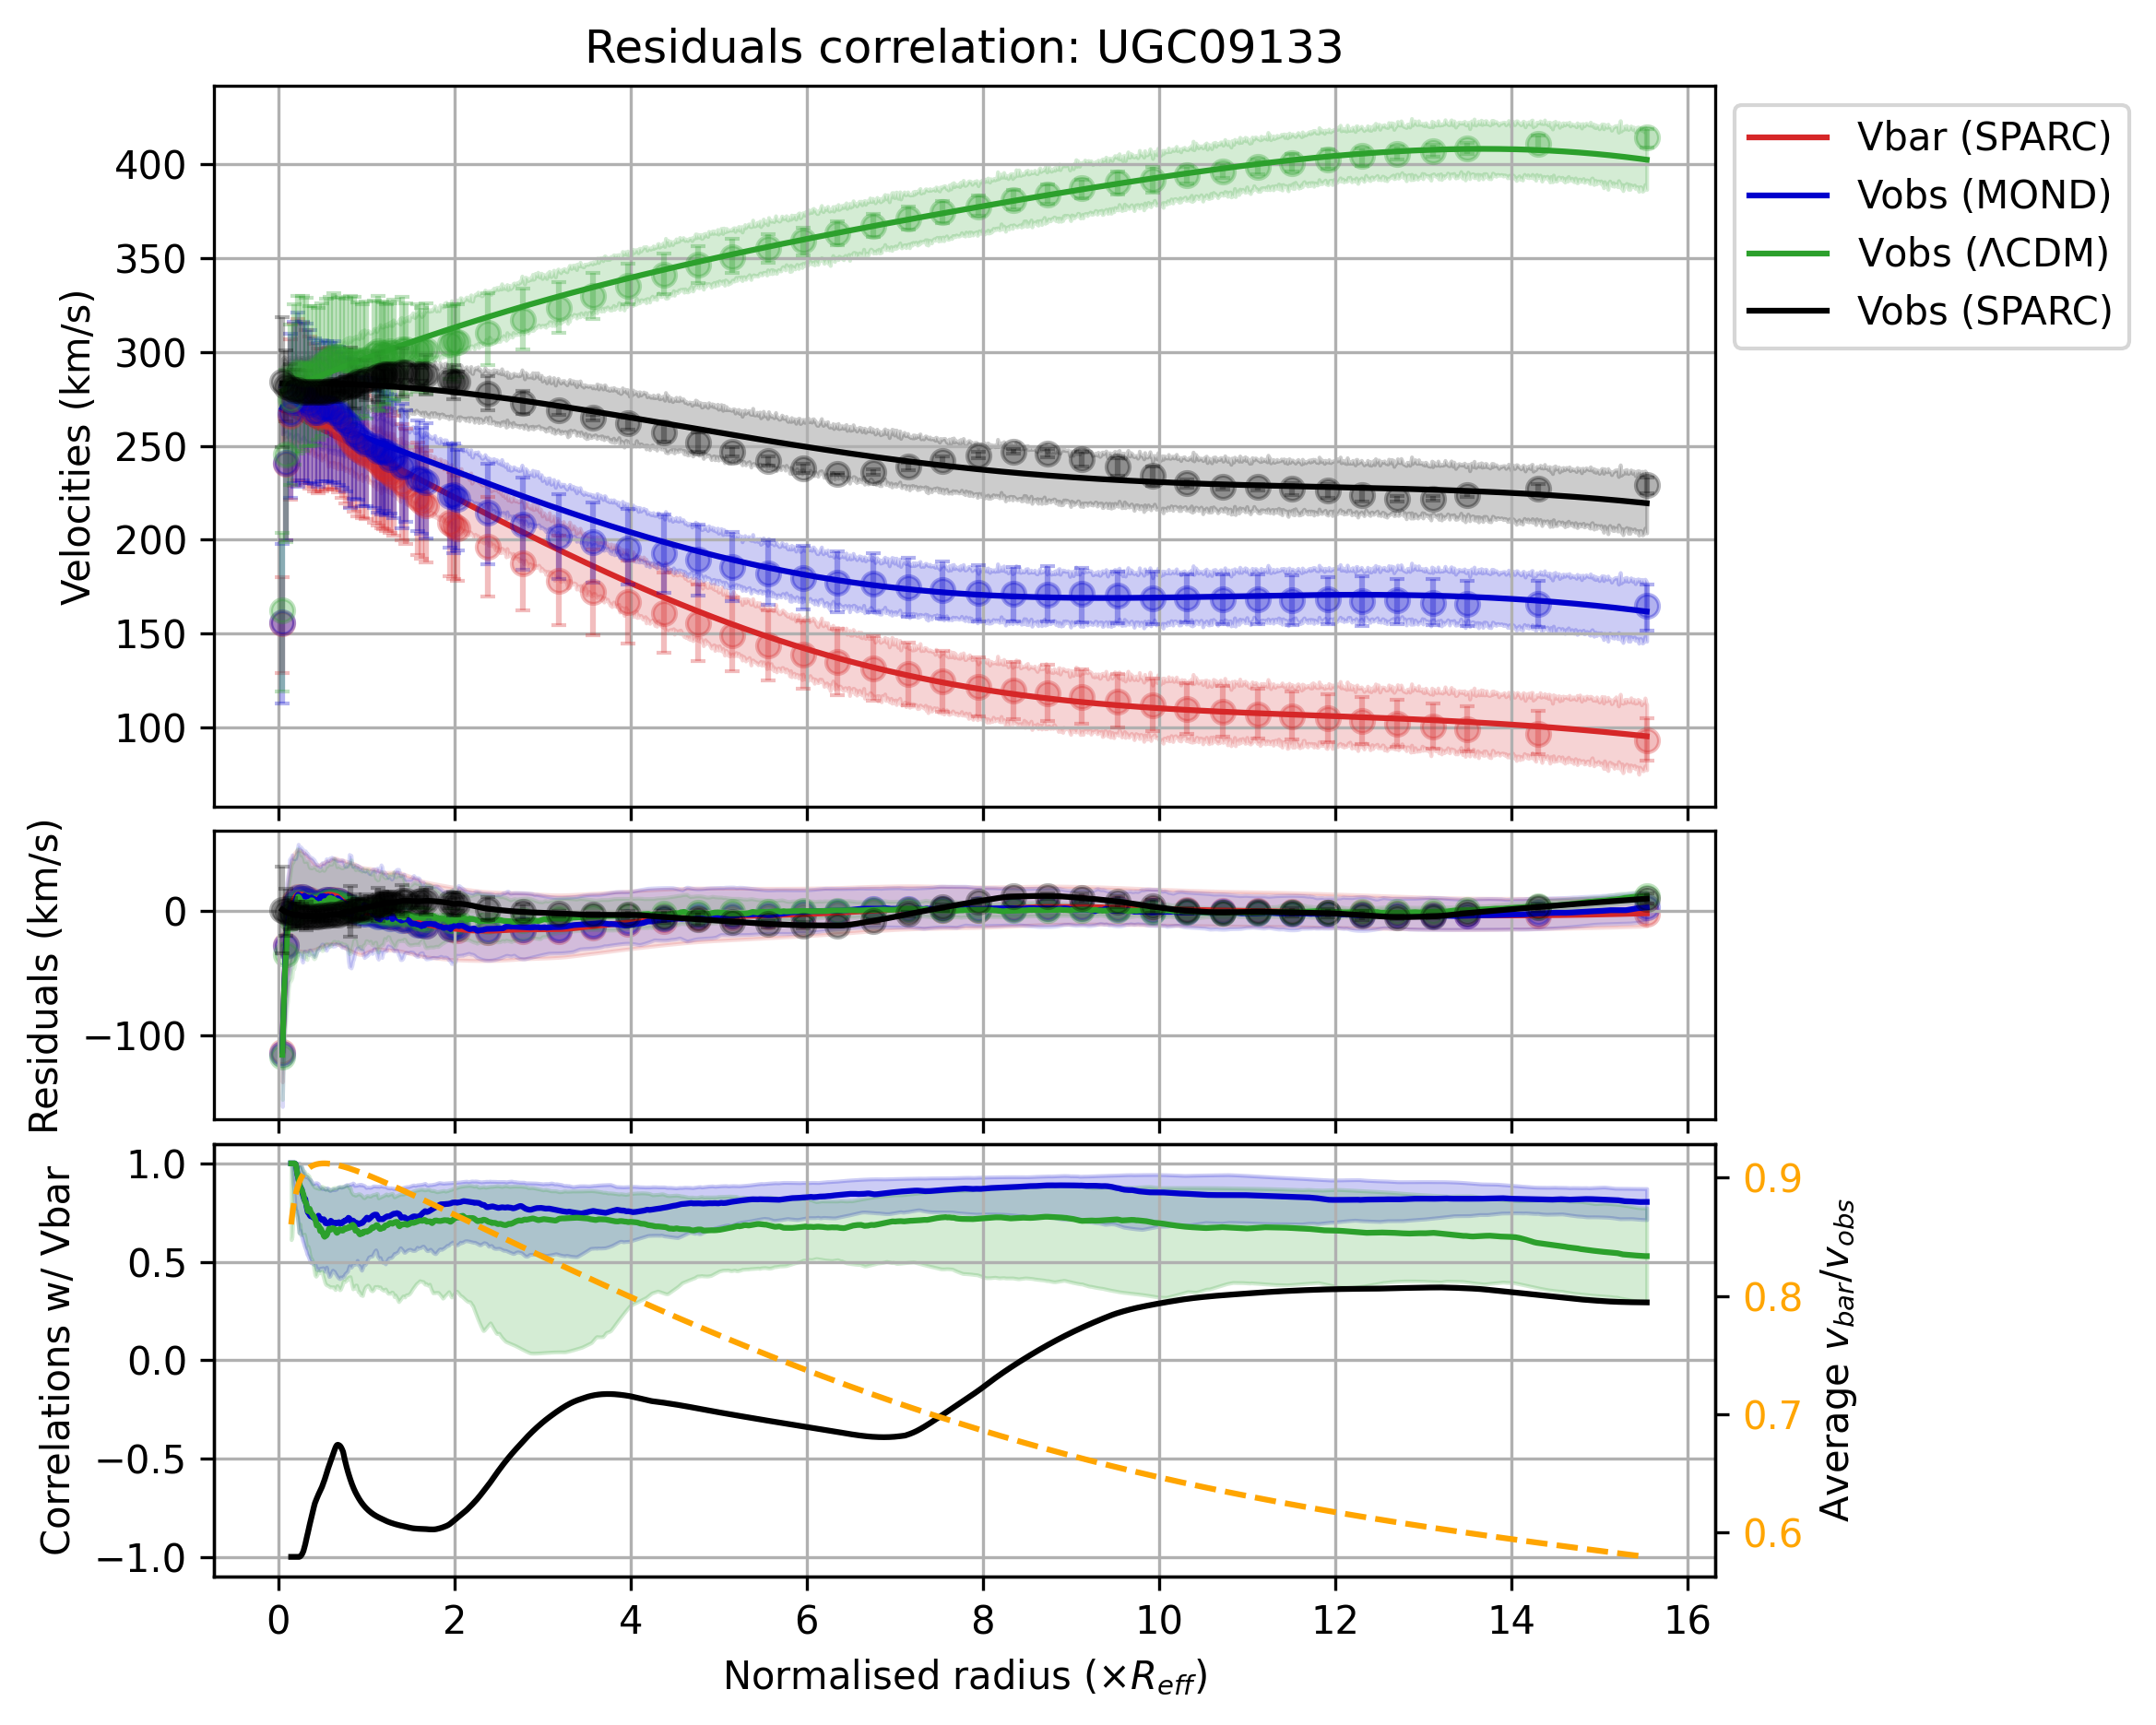 Residuals correlation: UGC09133
Vbar (SPARC)
Vobs (MOND)
Vobs (ΛCDM)
Vobs (SPARC)
Velocities (km/s)
400
350
300
250
200
150
100
Residuals (km/s)
0
−100
Correlations w/ Vbar
1.0
0.5
0.0
−0.5
−1.0
0.9
0.8
0.7
0.6
Average v_bar/v_obs
0 2 4 6 8 10 12 14 16
Normalised radius (×R_eff)